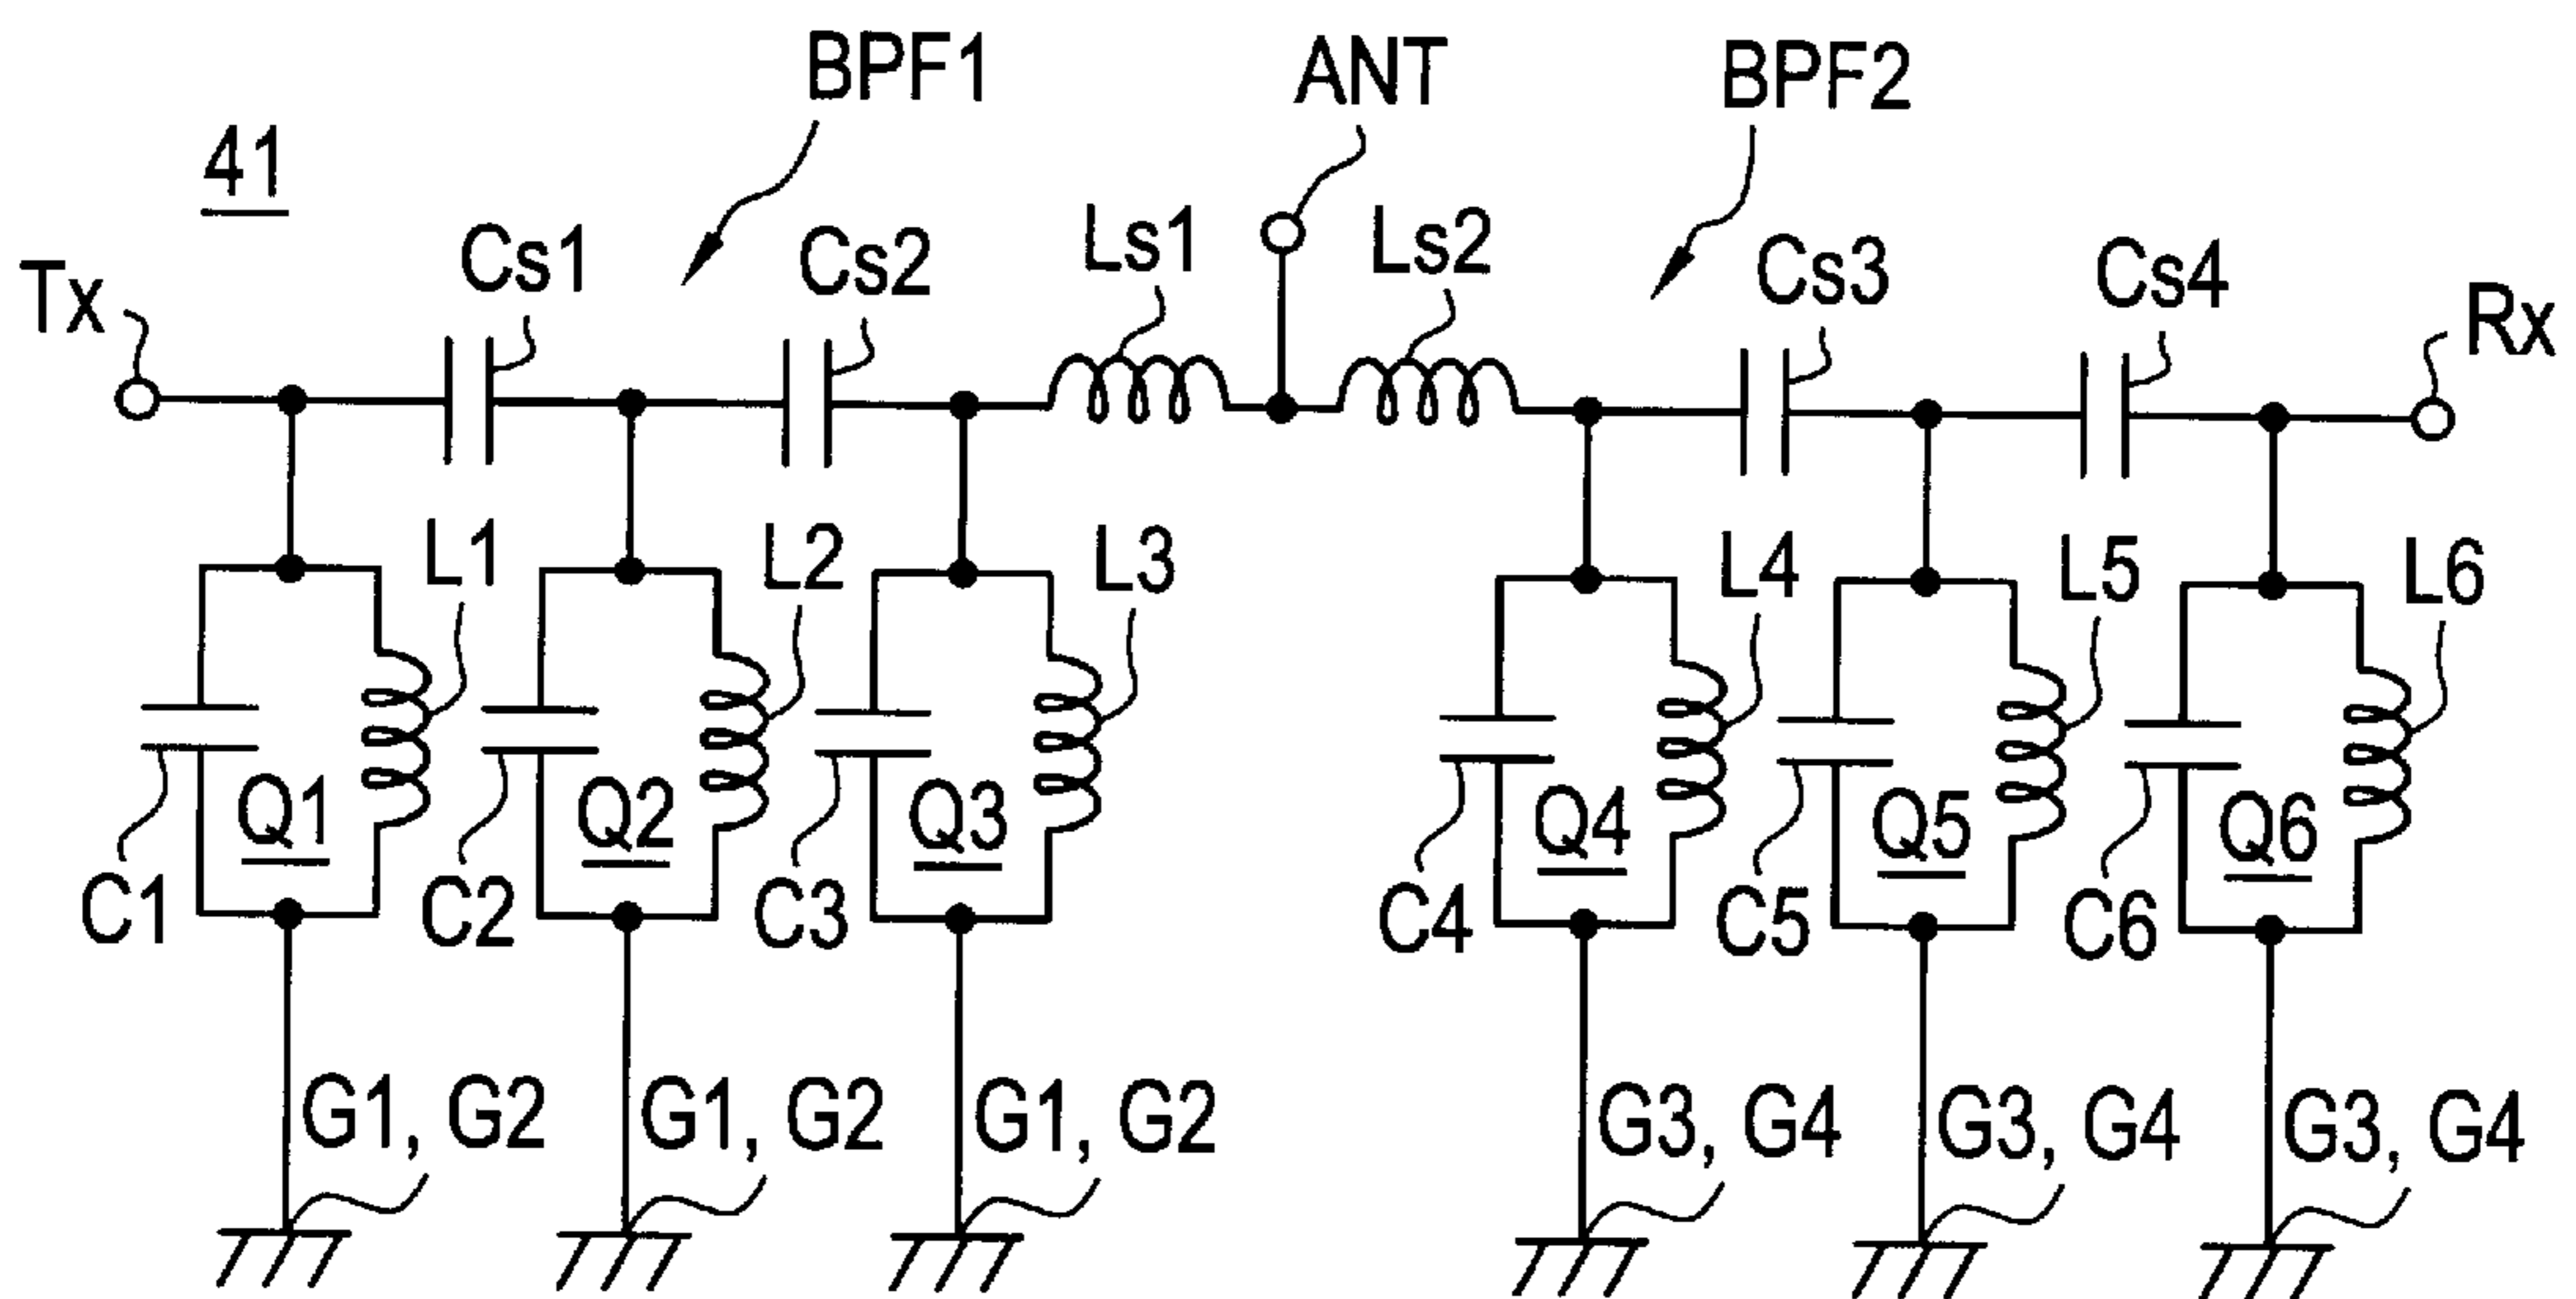 BPF1
ANT
BPF2
41
Tx
Cs1
Cs2
Ls1
Ls2
Cs3
Cs4
Rx
L1
L2
L3
L4
L5
L6
Q1
Q2
Q3
Q4
Q5
Q6
C1
C2
C3
C4
C5
C6
G1, G2
G1, G2
G1, G2
G3, G4
G3, G4
G3, G4